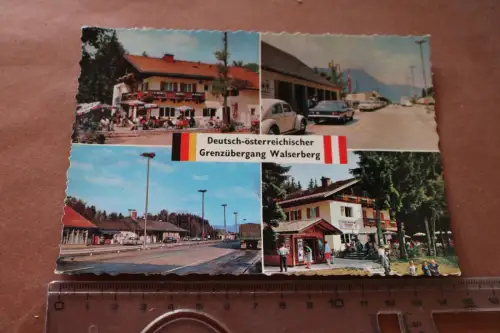 Deutsch-österreichischer
Grenzübergang Walserberg